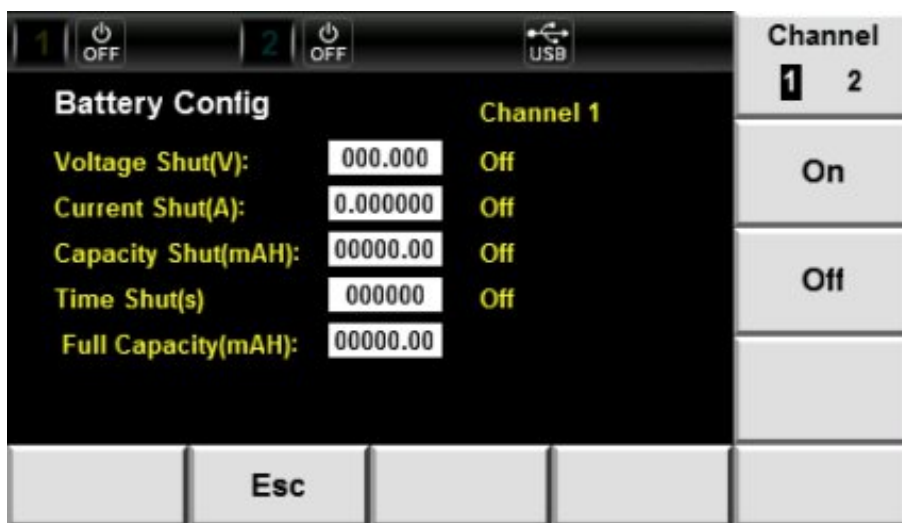 1 OFF 2 OFF USB
Channel
1 2
Battery Config
Channel 1
Voltage Shut(V): 000.000 Off
Current Shut(A): 0.000000 Off
Capacity Shut(mAH): 00000.00 Off
Time Shut(s) 000000 Off
Full Capacity(mAH): 00000.00
On
Off
Esc